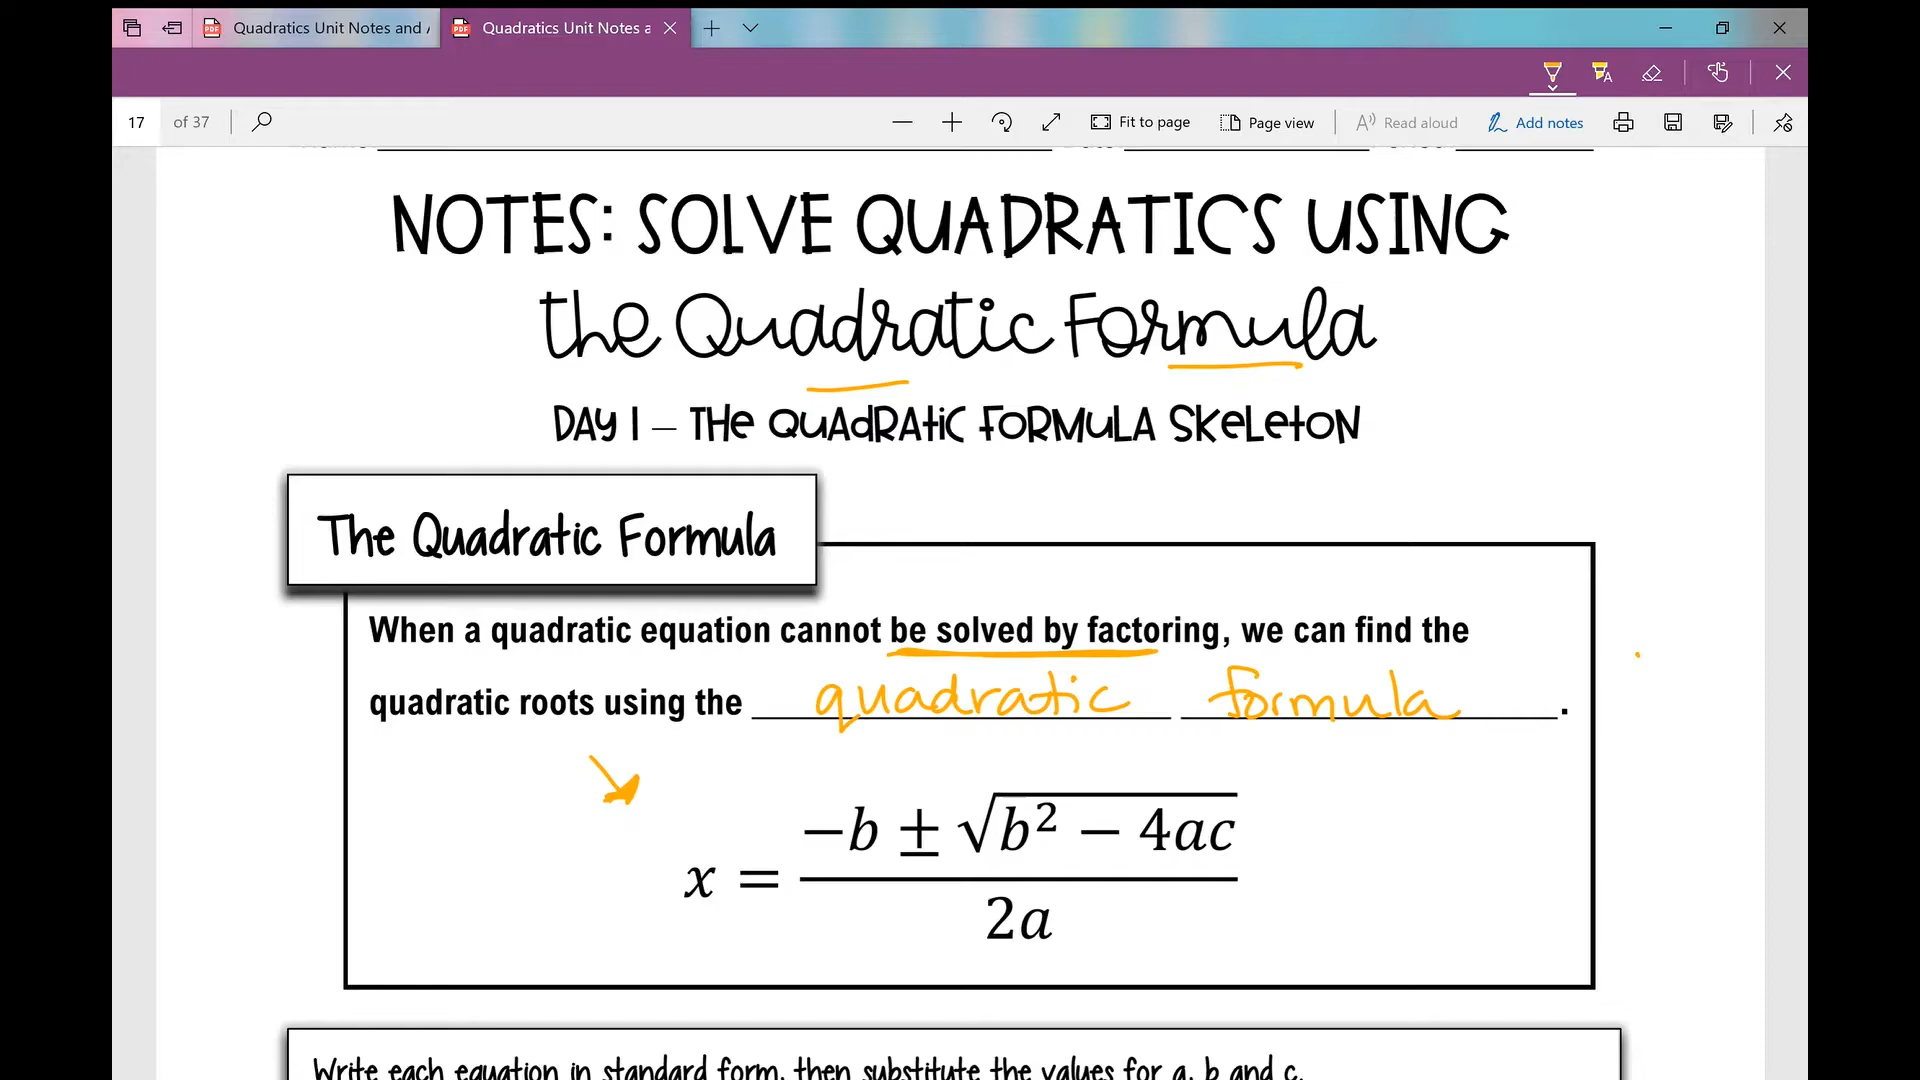 Quadratics Unit Notes and
Quadratics Unit Notes a
17 of 37
Fit to page
Page view
Read aloud
Add notes
NOTES: SOLVE QUADRATICS USING
the Quadratic Formula
DAY 1 – THE QUADRATIC FORMULA SKELETON
The Quadratic Formula
When a quadratic equation cannot be solved by factoring, we can find the
quadratic roots using the quadratic formula.
x = \frac{-b ± \sqrt{b^2 - 4ac}}{2a}
Write each equation in standard form, then substitute the values for a, b and c.